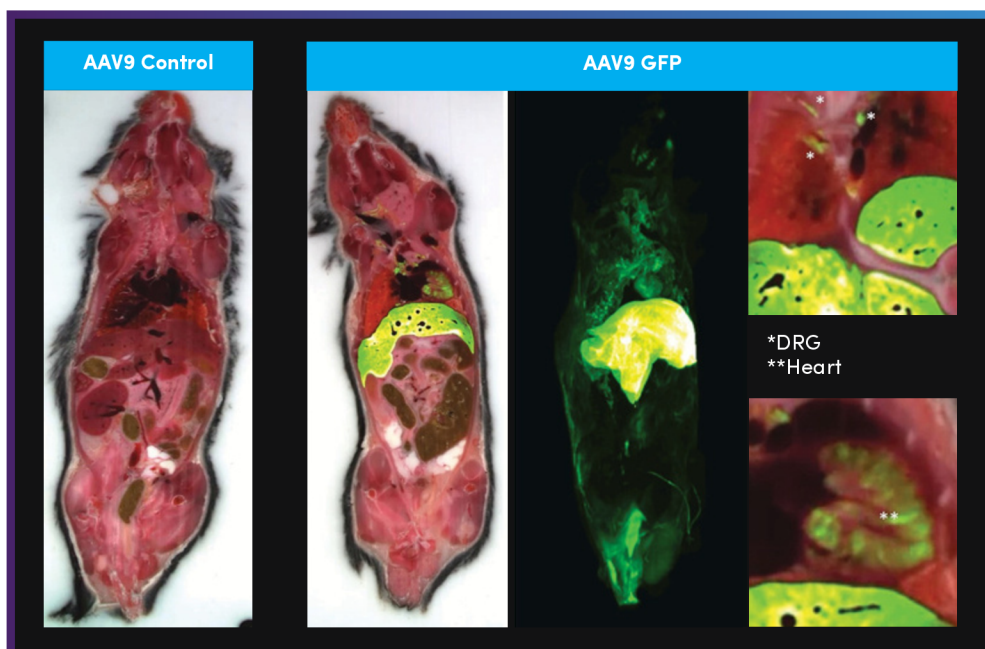 AAV9 Control
AAV9 GFP
*
*
*
*DRG
**Heart
**